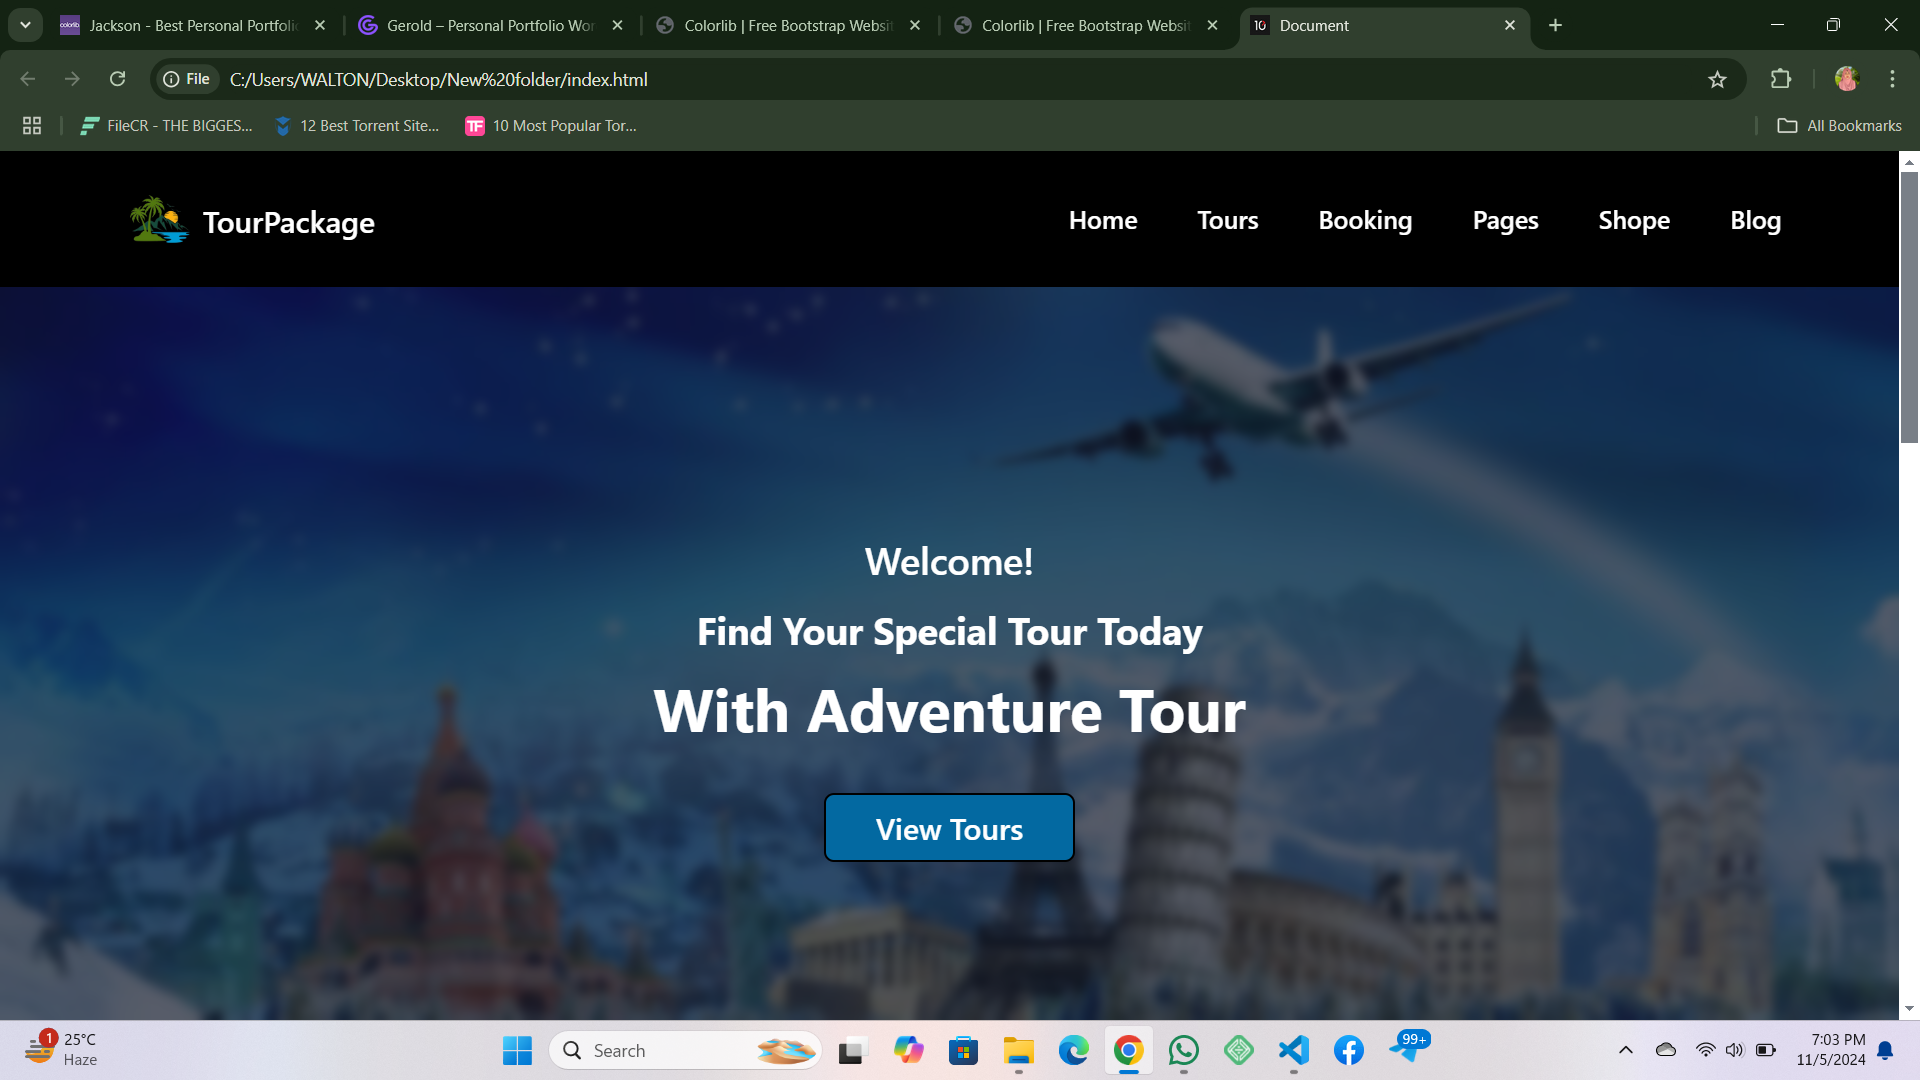 Jackson - Best Personal Portfolio
Gerold – Personal Portfolio Wor
Colorlib | Free Bootstrap Websit
Colorlib | Free Bootstrap Websit
10 Document
File C:/Users/WALTON/Desktop/New%20folder/index.html
FileCR - THE BIGGES...
12 Best Torrent Site...
TF 10 Most Popular Tor...
All Bookmarks
TourPackage
Home Tours Booking Pages Shope Blog
Welcome!
Find Your Special Tour Today
With Adventure Tour
View Tours
1
25°C
Haze
Search
99+
7:03 PM
11/5/2024